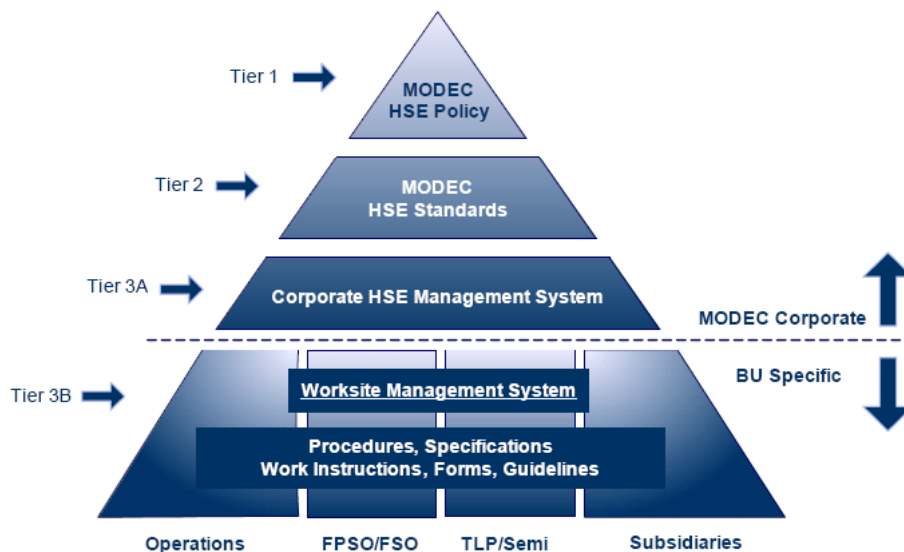 Tier 1
MODEC
HSE Policy
Tier 2
MODEC
HSE Standards
Tier 3A
Corporate HSE Management System
MODEC Corporate
BU Specific
Tier 3B
Worksite Management System
Procedures, Specifications
Work Instructions, Forms, Guidelines
Operations FPSO/FSO TLP/Semi Subsidiaries